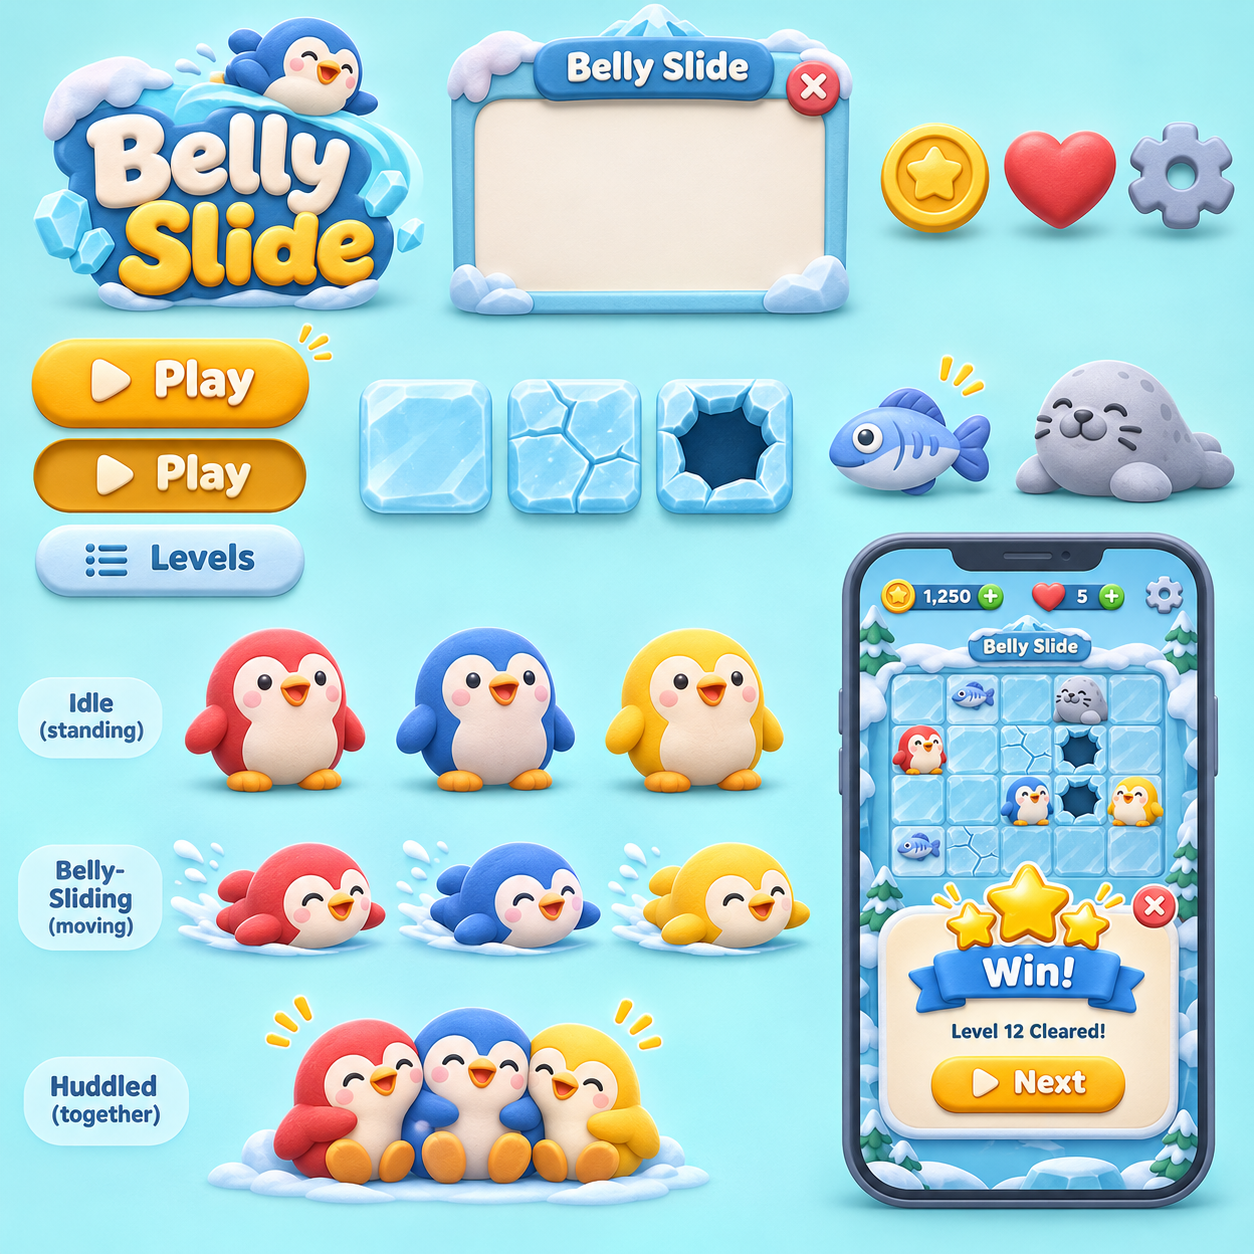 Belly
Slide
Belly Slide
Play
Play
Levels
Idle
(standing)
Belly-
Sliding
(moving)
Huddled
(together)
1,250
5
Belly Slide
Win!
Level 12 Cleared!
Next